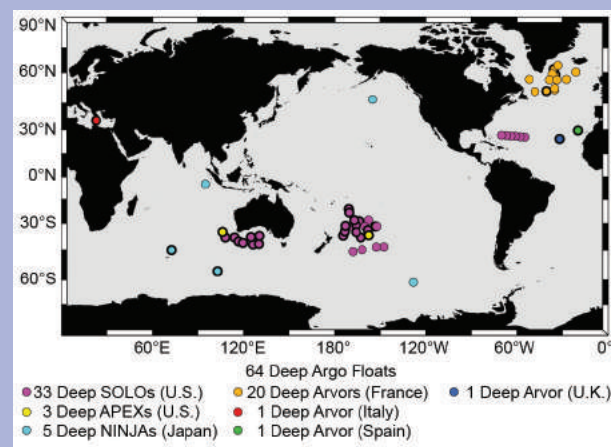 90°N
60°N
30°N
0°N
30°S
60°S
60°E 120°E 180°W 120°W 60°W 0°
64 Deep Argo Floats
33 Deep SOLOs (U.S.) 20 Deep Arvors (France) 1 Deep Arvor (U.K.)
3 Deep APEXs (U.S.) 1 Deep Arvor (Italy)
5 Deep NINJAs (Japan) 1 Deep Arvor (Spain)